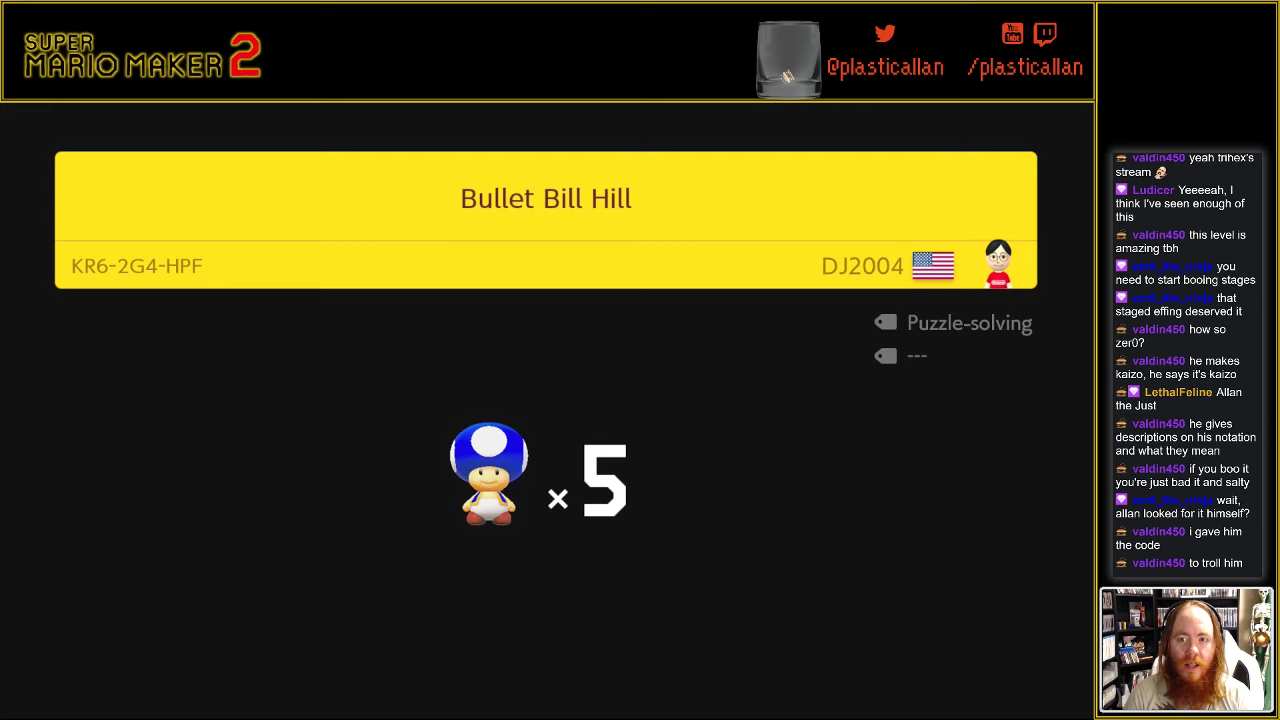 SUPER
MARIO MAKER 2
@plasticallan
/plasticallan
Bullet Bill Hill
KR6-2G4-HPF
DJ2004
Puzzle-solving
---
× 5
valdin450 yeah trihex's
stream
Ludicer Yeeeeah, I
think I've seen enough of
this
valdin450 this level is
amazing tbh
zer0_the_ninja you
need to start booing stages
zer0_the_ninja that
staged effing deserved it
valdin450 how so
zer0?
valdin450 he makes
kaizo, he says it's kaizo
LethalFeline Allan
the Just
valdin450 he gives
descriptions on his notation
and what they mean
valdin450 if you boo it
you're just bad it and salty
zer0_the_ninja wait,
allan looked for it himself?
valdin450 i gave him
the code
valdin450 to troll him